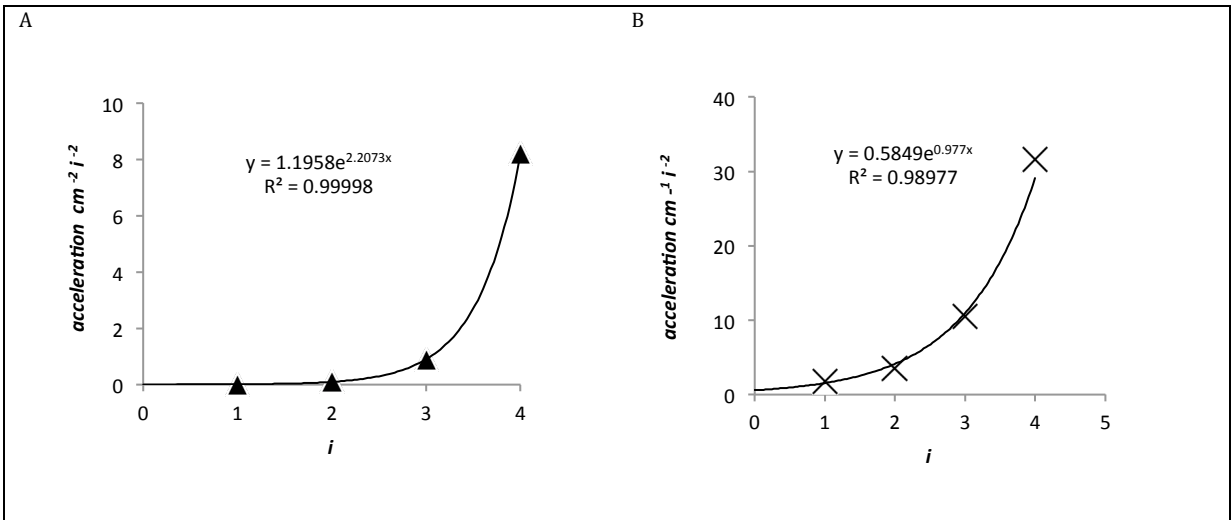 A
acceleration cm⁻² i⁻²
10
8
6
4
2
0
y = 1.1958e^2.2073x
R² = 0.99998
0 1 2 3 4
i
B
acceleration cm -¹ i⁻²
40
30
20
10
0
y = 0.5849e^0.977x
R² = 0.98977
0 1 2 3 4 5
i